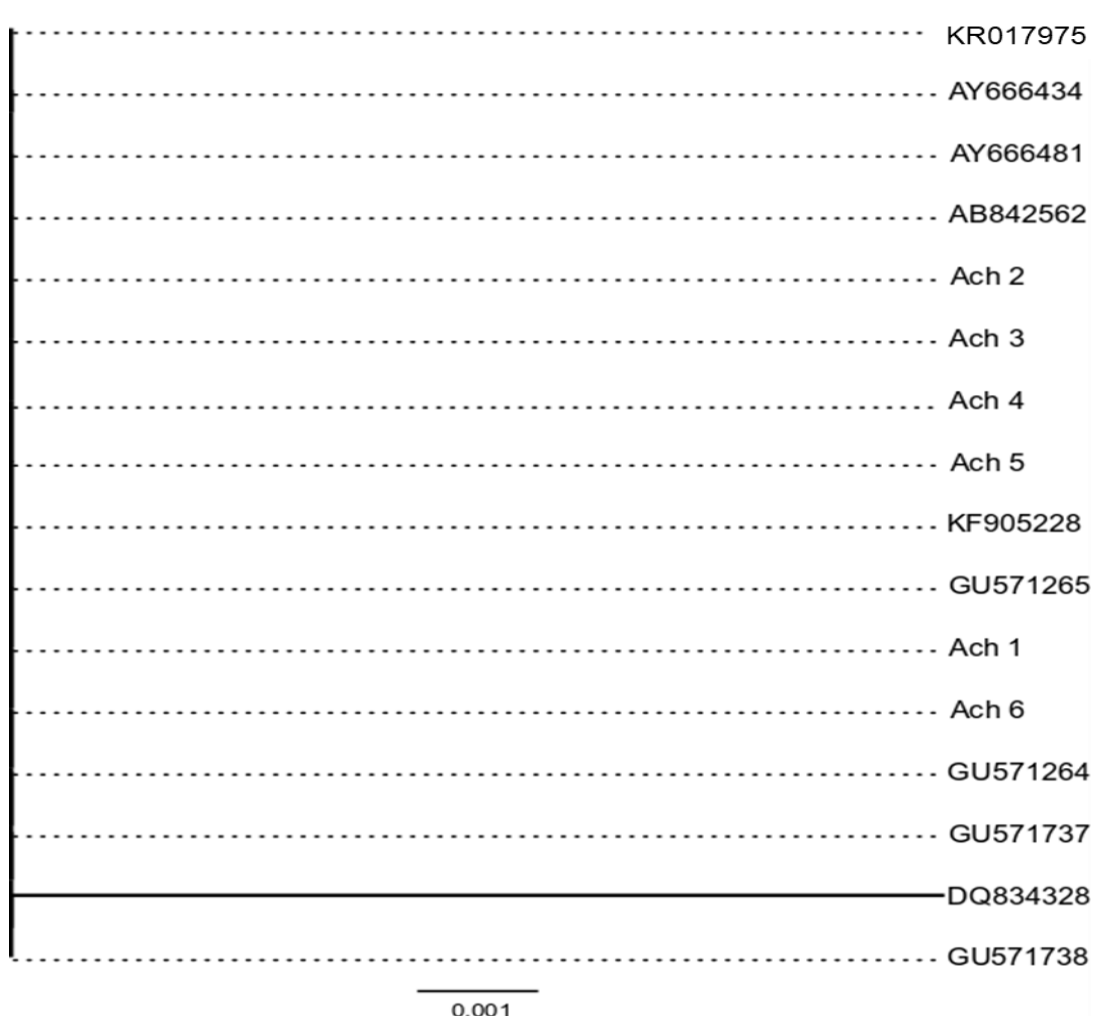 KR017975
AY666434
AY666481
AB842562
Ach 2
Ach 3
Ach 4
Ach 5
KF905228
GU571265
Ach 1
Ach 6
GU571264
GU571737
DQ834328
GU571738
0.001